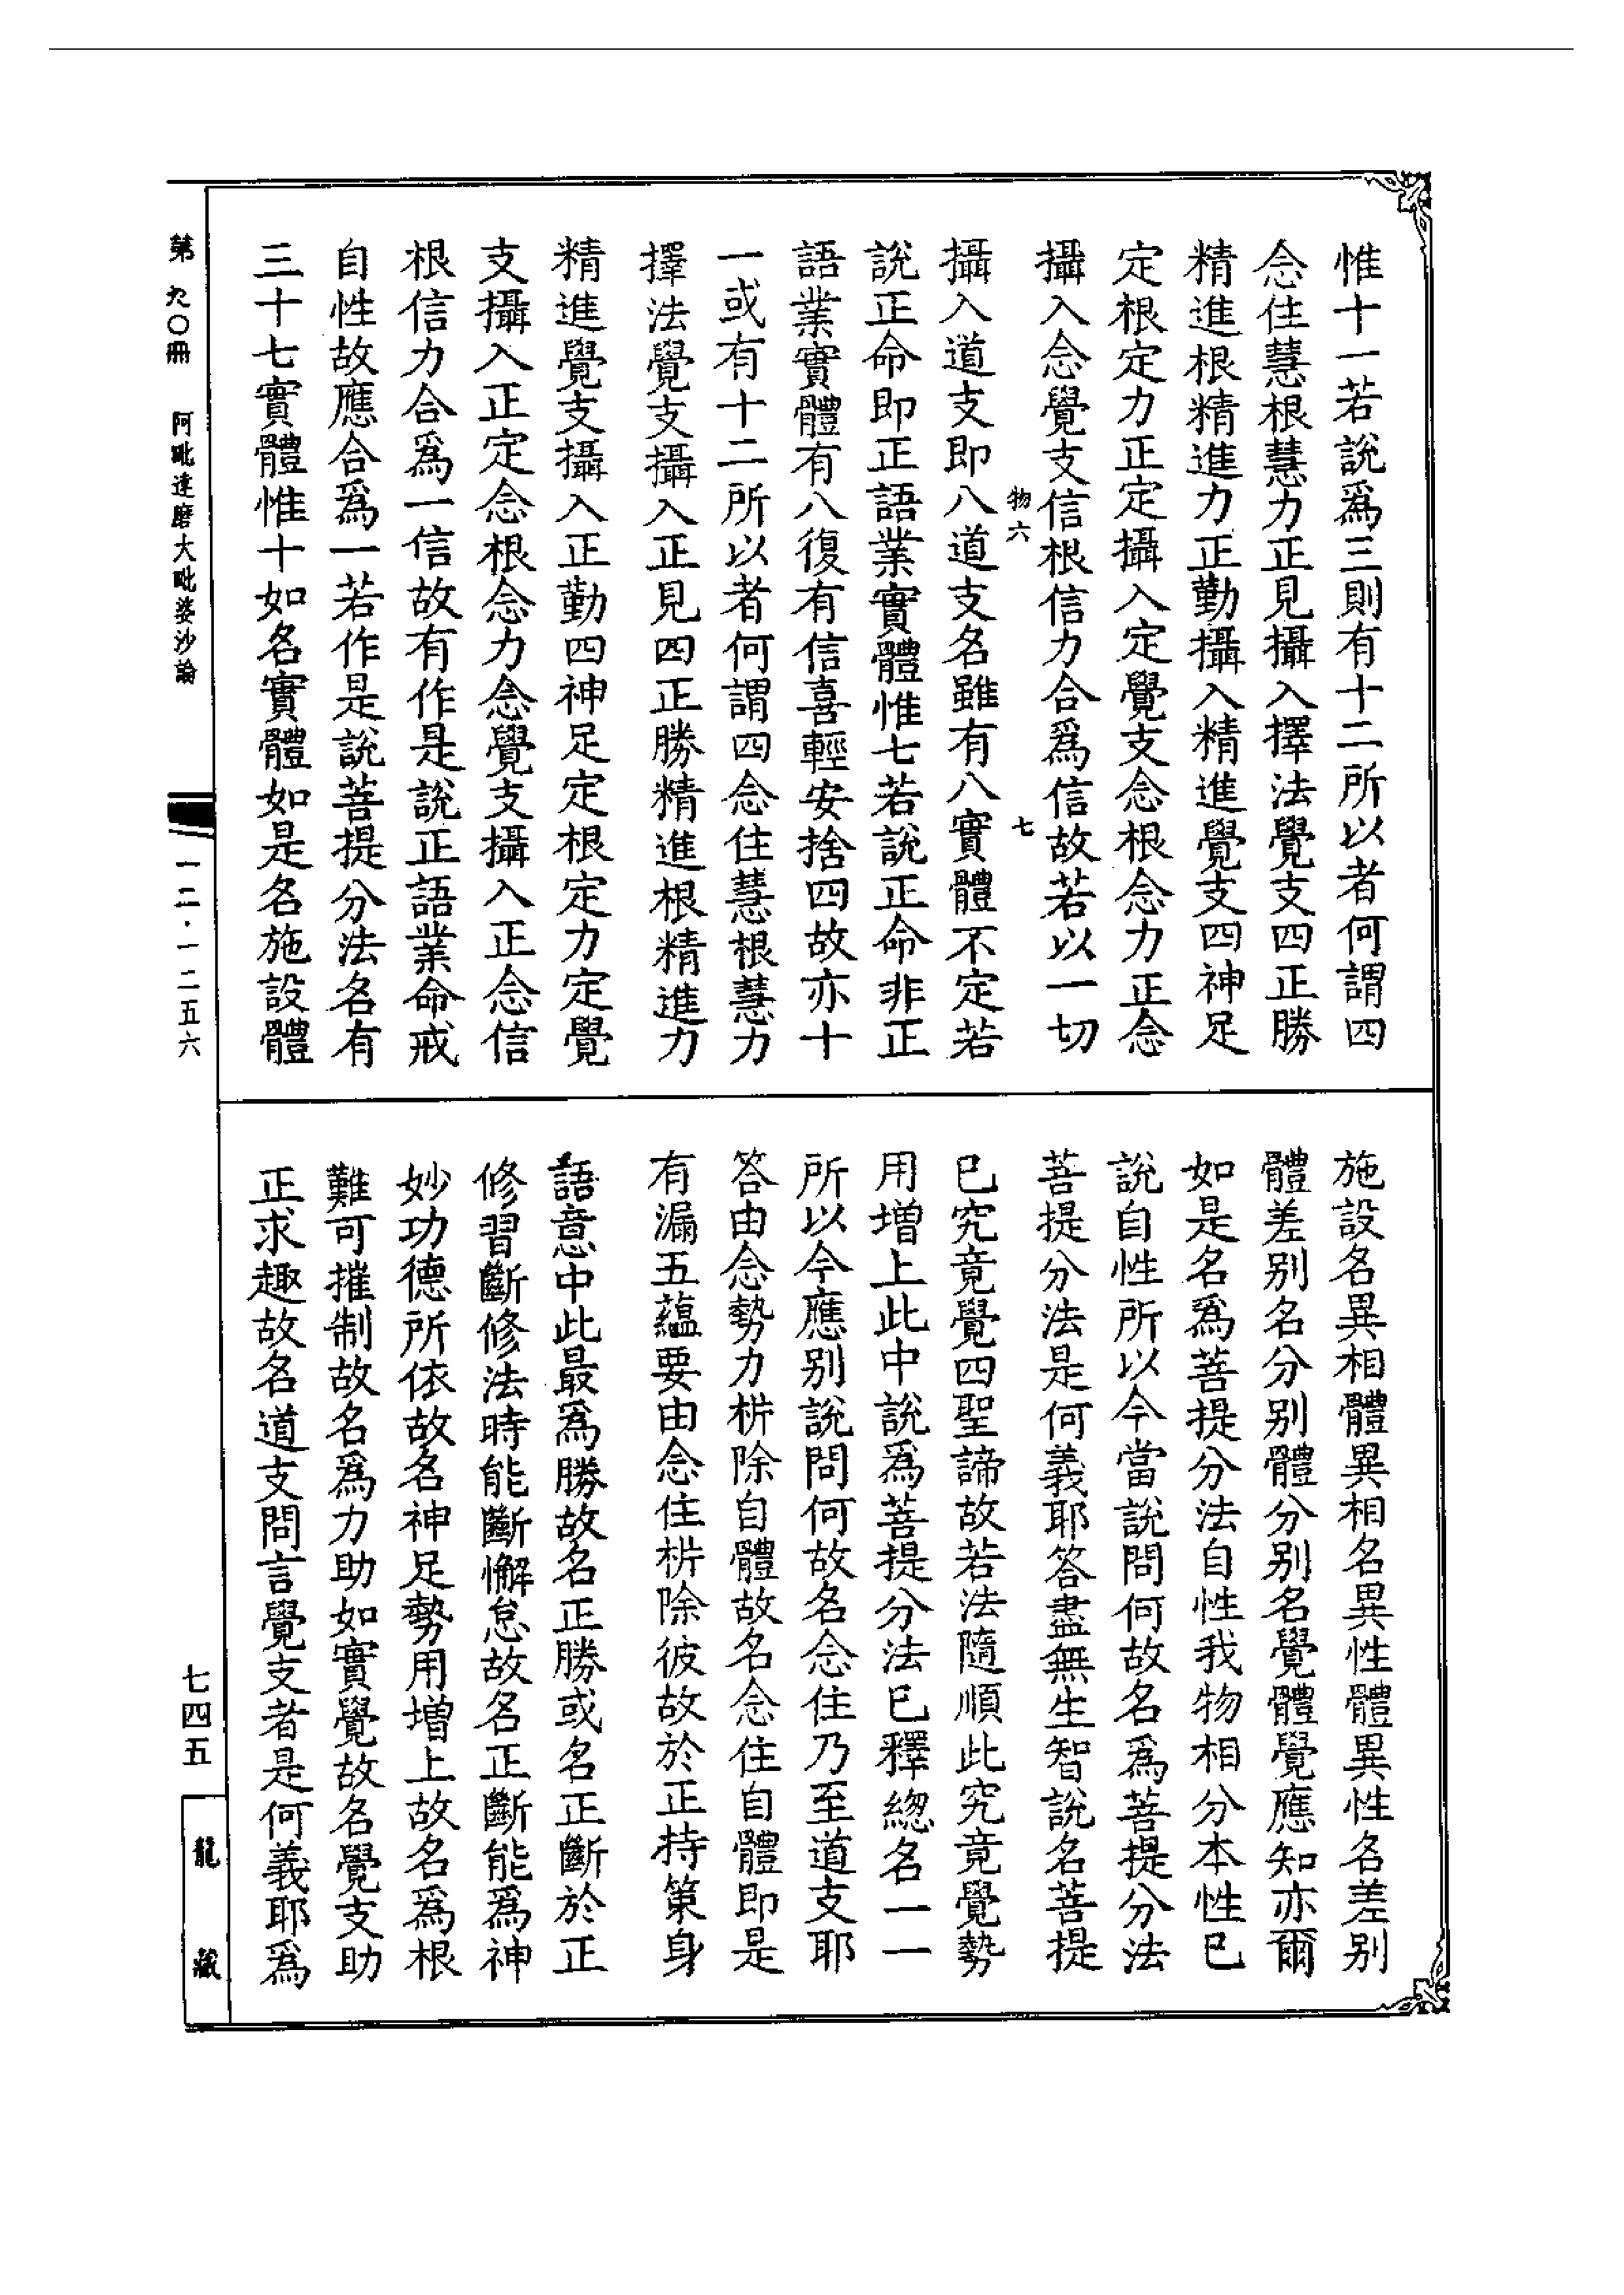 惟十一若說爲三則有十二所以者何謂四
念住慧根慧力正見攝入擇法覺支四正勝
精進根精進力正勤攝入精進覺支四神足
定根定力正定攝入定覺支念根念力正念
攝入念覺支信根信力合爲信故若以一切
物六 七
攝入道支即八道支名雖有八實體不定若
說正命即正語業實體惟七若說正命非正
語業實體有八復有信喜輕安捨四故亦十
一或有十二所以者何謂四念住慧根慧力
擇法覺支攝入正見四正勝精進根精進力
精進覺支攝入正勤四神足定根定力定覺
支攝入正定念根念力念覺支攝入正念信
根信力合爲一信故有作是說正語業命戒
自性故應合爲一若作是說菩提分法名有
三十七實體惟十如名實體如是名施設體
施設名異相體異相名異性體異性名差别
體差别名分别體分别名覺體覺應知亦爾
如是名爲菩提分法自性我物相分本性已
說自性所以今當說問何故名爲菩提分法
菩提分法是何義耶答盡無生智說名菩提
已究竟覺四聖諦故若法隨順此究竟覺勢
用增上此中說爲菩提分法已釋緫名一一
所以今應别說問何故名念住乃至道支耶
答由念勢力枡除自體故名念住自體即是
有漏五蘊要由念住枡除彼故於正持策身
語意中此最爲勝故名正勝或名正斷於正
修習斷修法時能斷懈怠故名正斷能爲神
妙功德所依故名神足勢用增上故名爲根
難可摧制故名爲力助如實覺故名覺支助
正求趣故名道支問言覺支者是何義耶爲
第九〇冊 阿毗達磨大毗婆沙論
一二·一二五六
七四五
龍藏